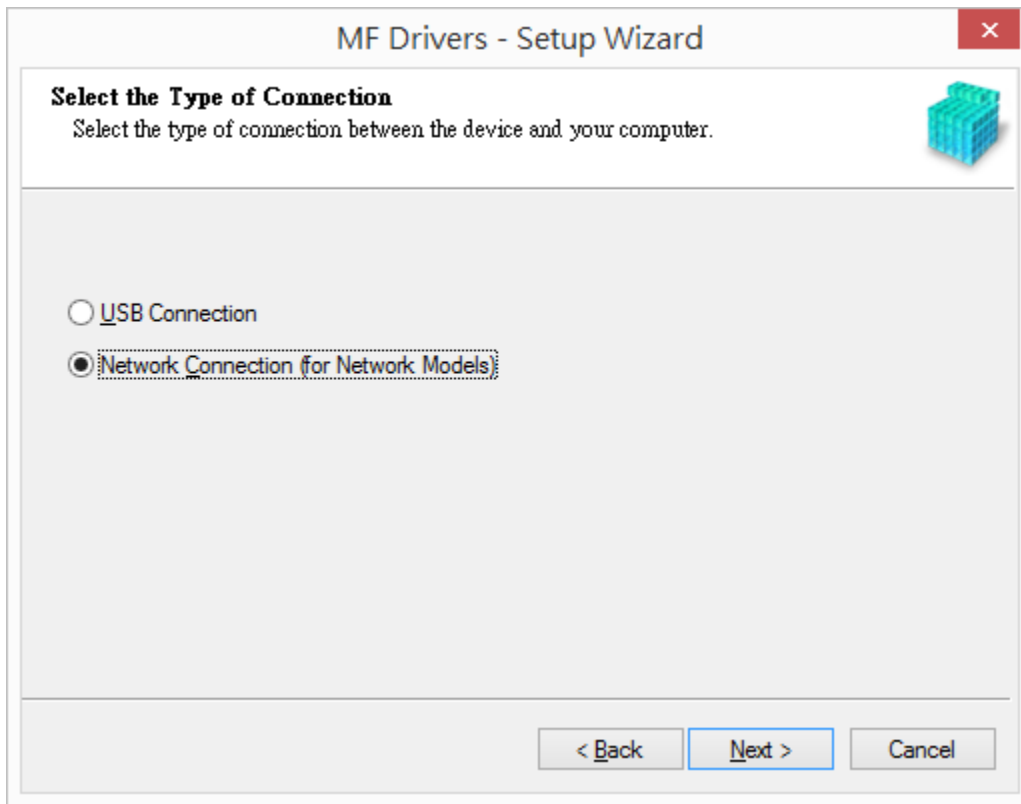 MF Drivers - Setup Wizard
Select the Type of Connection
Select the type of connection between the device and your computer.
USB Connection
Network Connection (for Network Models)
< Back
Next >
Cancel